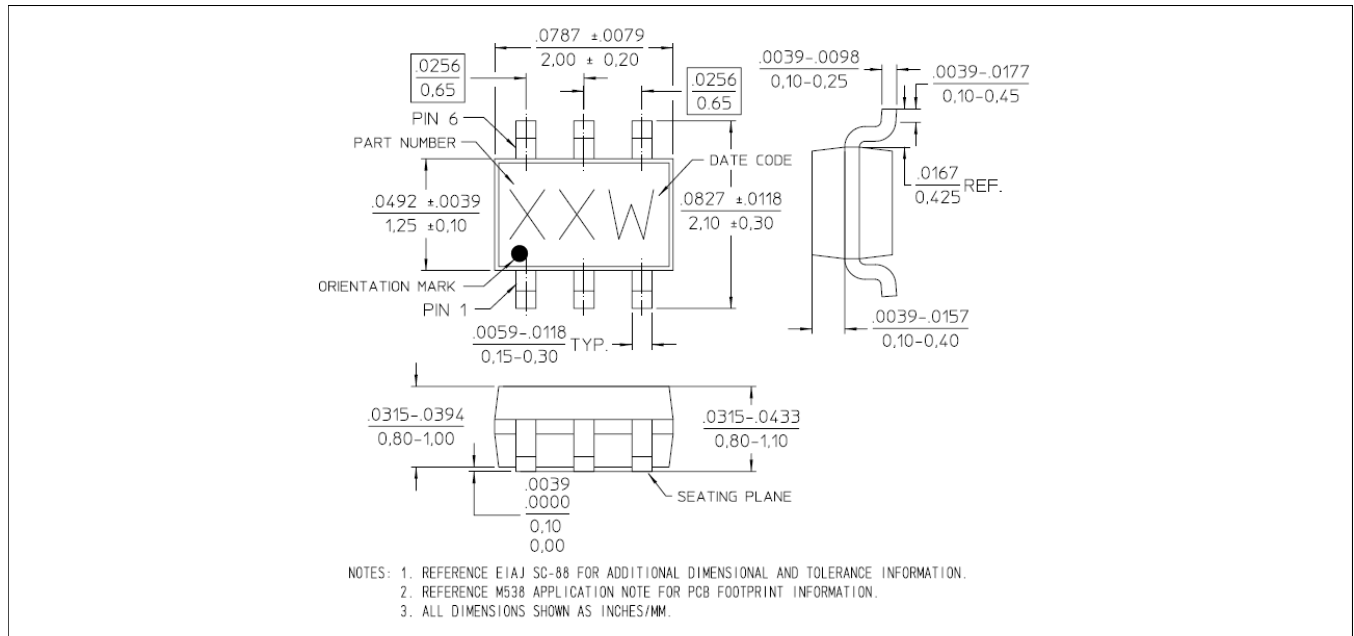 .0787 ±.0079
2,00 ± 0,20
.0256
0,65
.0256
0.65
.0039-.0098
0,10-0,25
.0039-.0177
0,10-0,45
PIN 6
PART NUMBER
DATE CODE
.0167
0,425
REF.
.0492 ±.0039
1,25 ±0,10
XXW
.0827 ±.0118
2,10 ±0,30
ORIENTATION MARK
PIN 1
.0059-.0118
0,15-0,30
TYP.
.0039-.0157
0,10-0,40
.0315-.0394
0,80-1,00
.0315-.0433
0,80-1,10
.0039
.0000
0,10
0,00
SEATING PLANE
NOTES: 1. REFERENCE EIAJ SC-88 FOR ADDITIONAL DIMENSIONAL AND TOLERANCE INFORMATION.
2. REFERENCE M538 APPLICATION NOTE FOR PCB FOOTPRINT INFORMATION.
3. ALL DIMENSIONS SHOWN AS INCHES/MM.